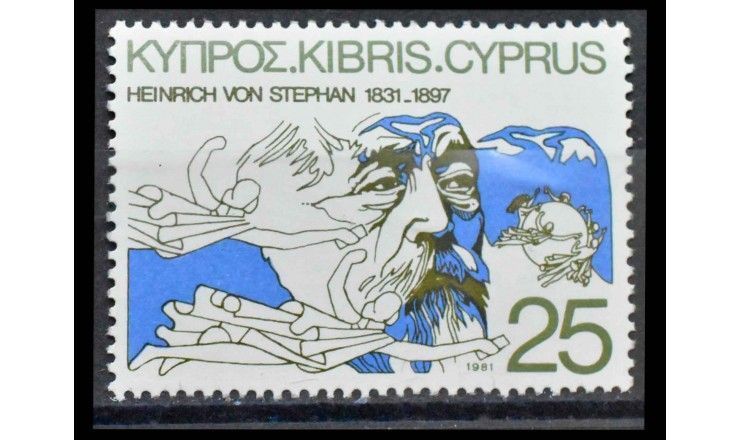 ΚΥΠΡΟΣ.KIBRIS.CYPRUS
HEINRICH VON STEPHAN 1831-1897
25
1981